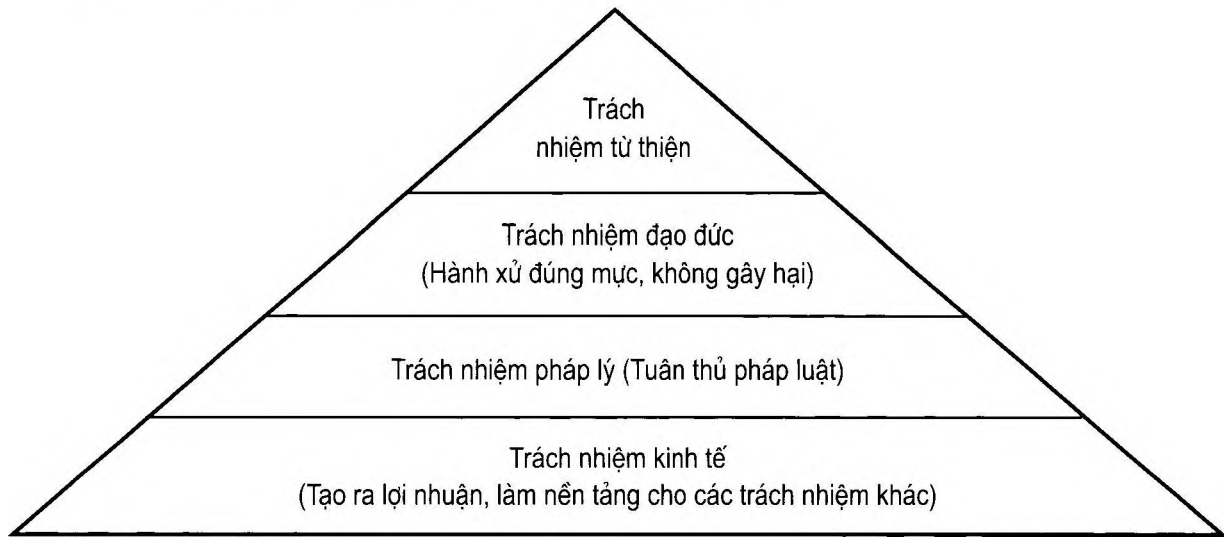 Trách
nhiệm từ thiện
Trách nhiệm đạo đức
(Hành xử đúng mực, không gây hại)
Trách nhiệm pháp lý (Tuân thủ pháp luật)
Trách nhiệm kinh tế
(Tạo ra lợi nhuận, làm nền tảng cho các trách nhiệm khác)